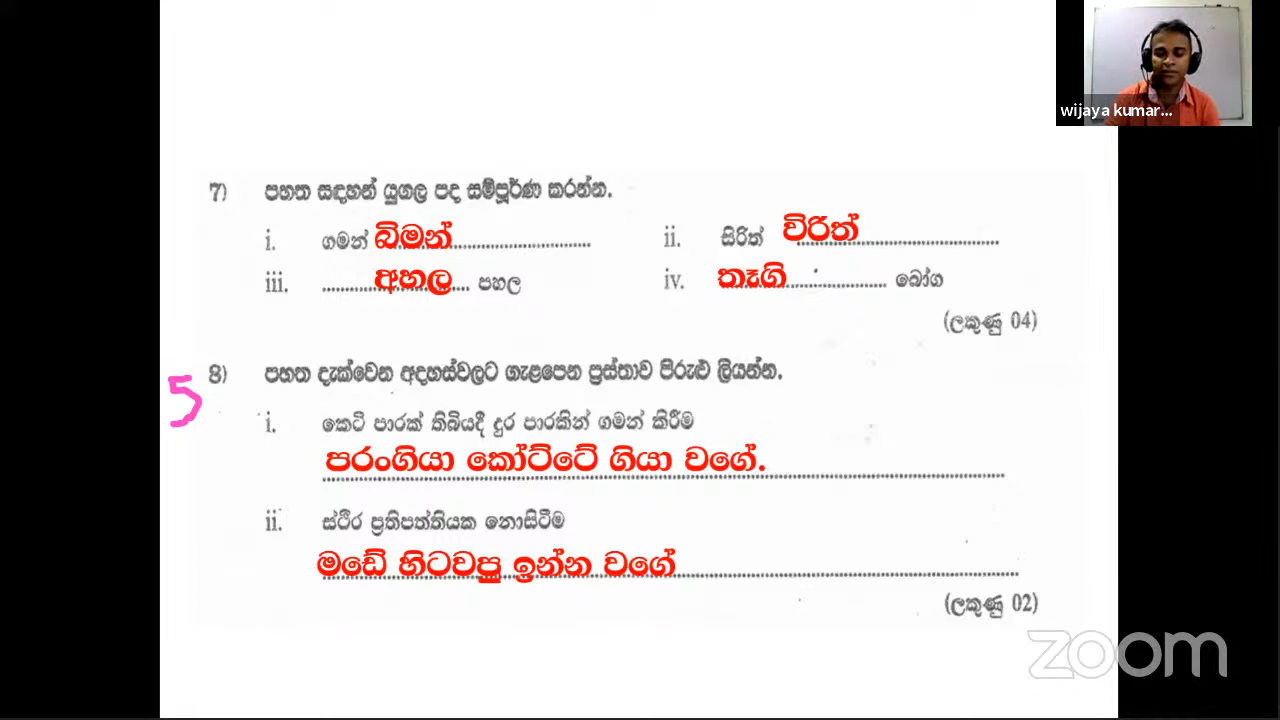 wijaya kumar...
7) පහත සඳහන් යුගල පද සම්පූර්ණ කරන්න.
i. ගමන් බිමන් ii. සිරිත් විරිත්
iii. අහල පහල iv. තෑගි බෝග
(ලකුණු 04)
5 8) පහත දැක්වෙන අදහස්වලට ගැළපෙන ප්‍රස්තාව පිරුළු ලියන්න.
i. කෙටි පාරක් තිබියදී දුර පාරකින් ගමන් කිරීම
පරංගියා කෝට්ටේ ගියා වගේ.
ii. ස්ථිර ප්‍රතිපත්තියක නොසිටීම
මඩේ හිටවපු ඉන්න වගේ
(ලකුණු 02)
zoom